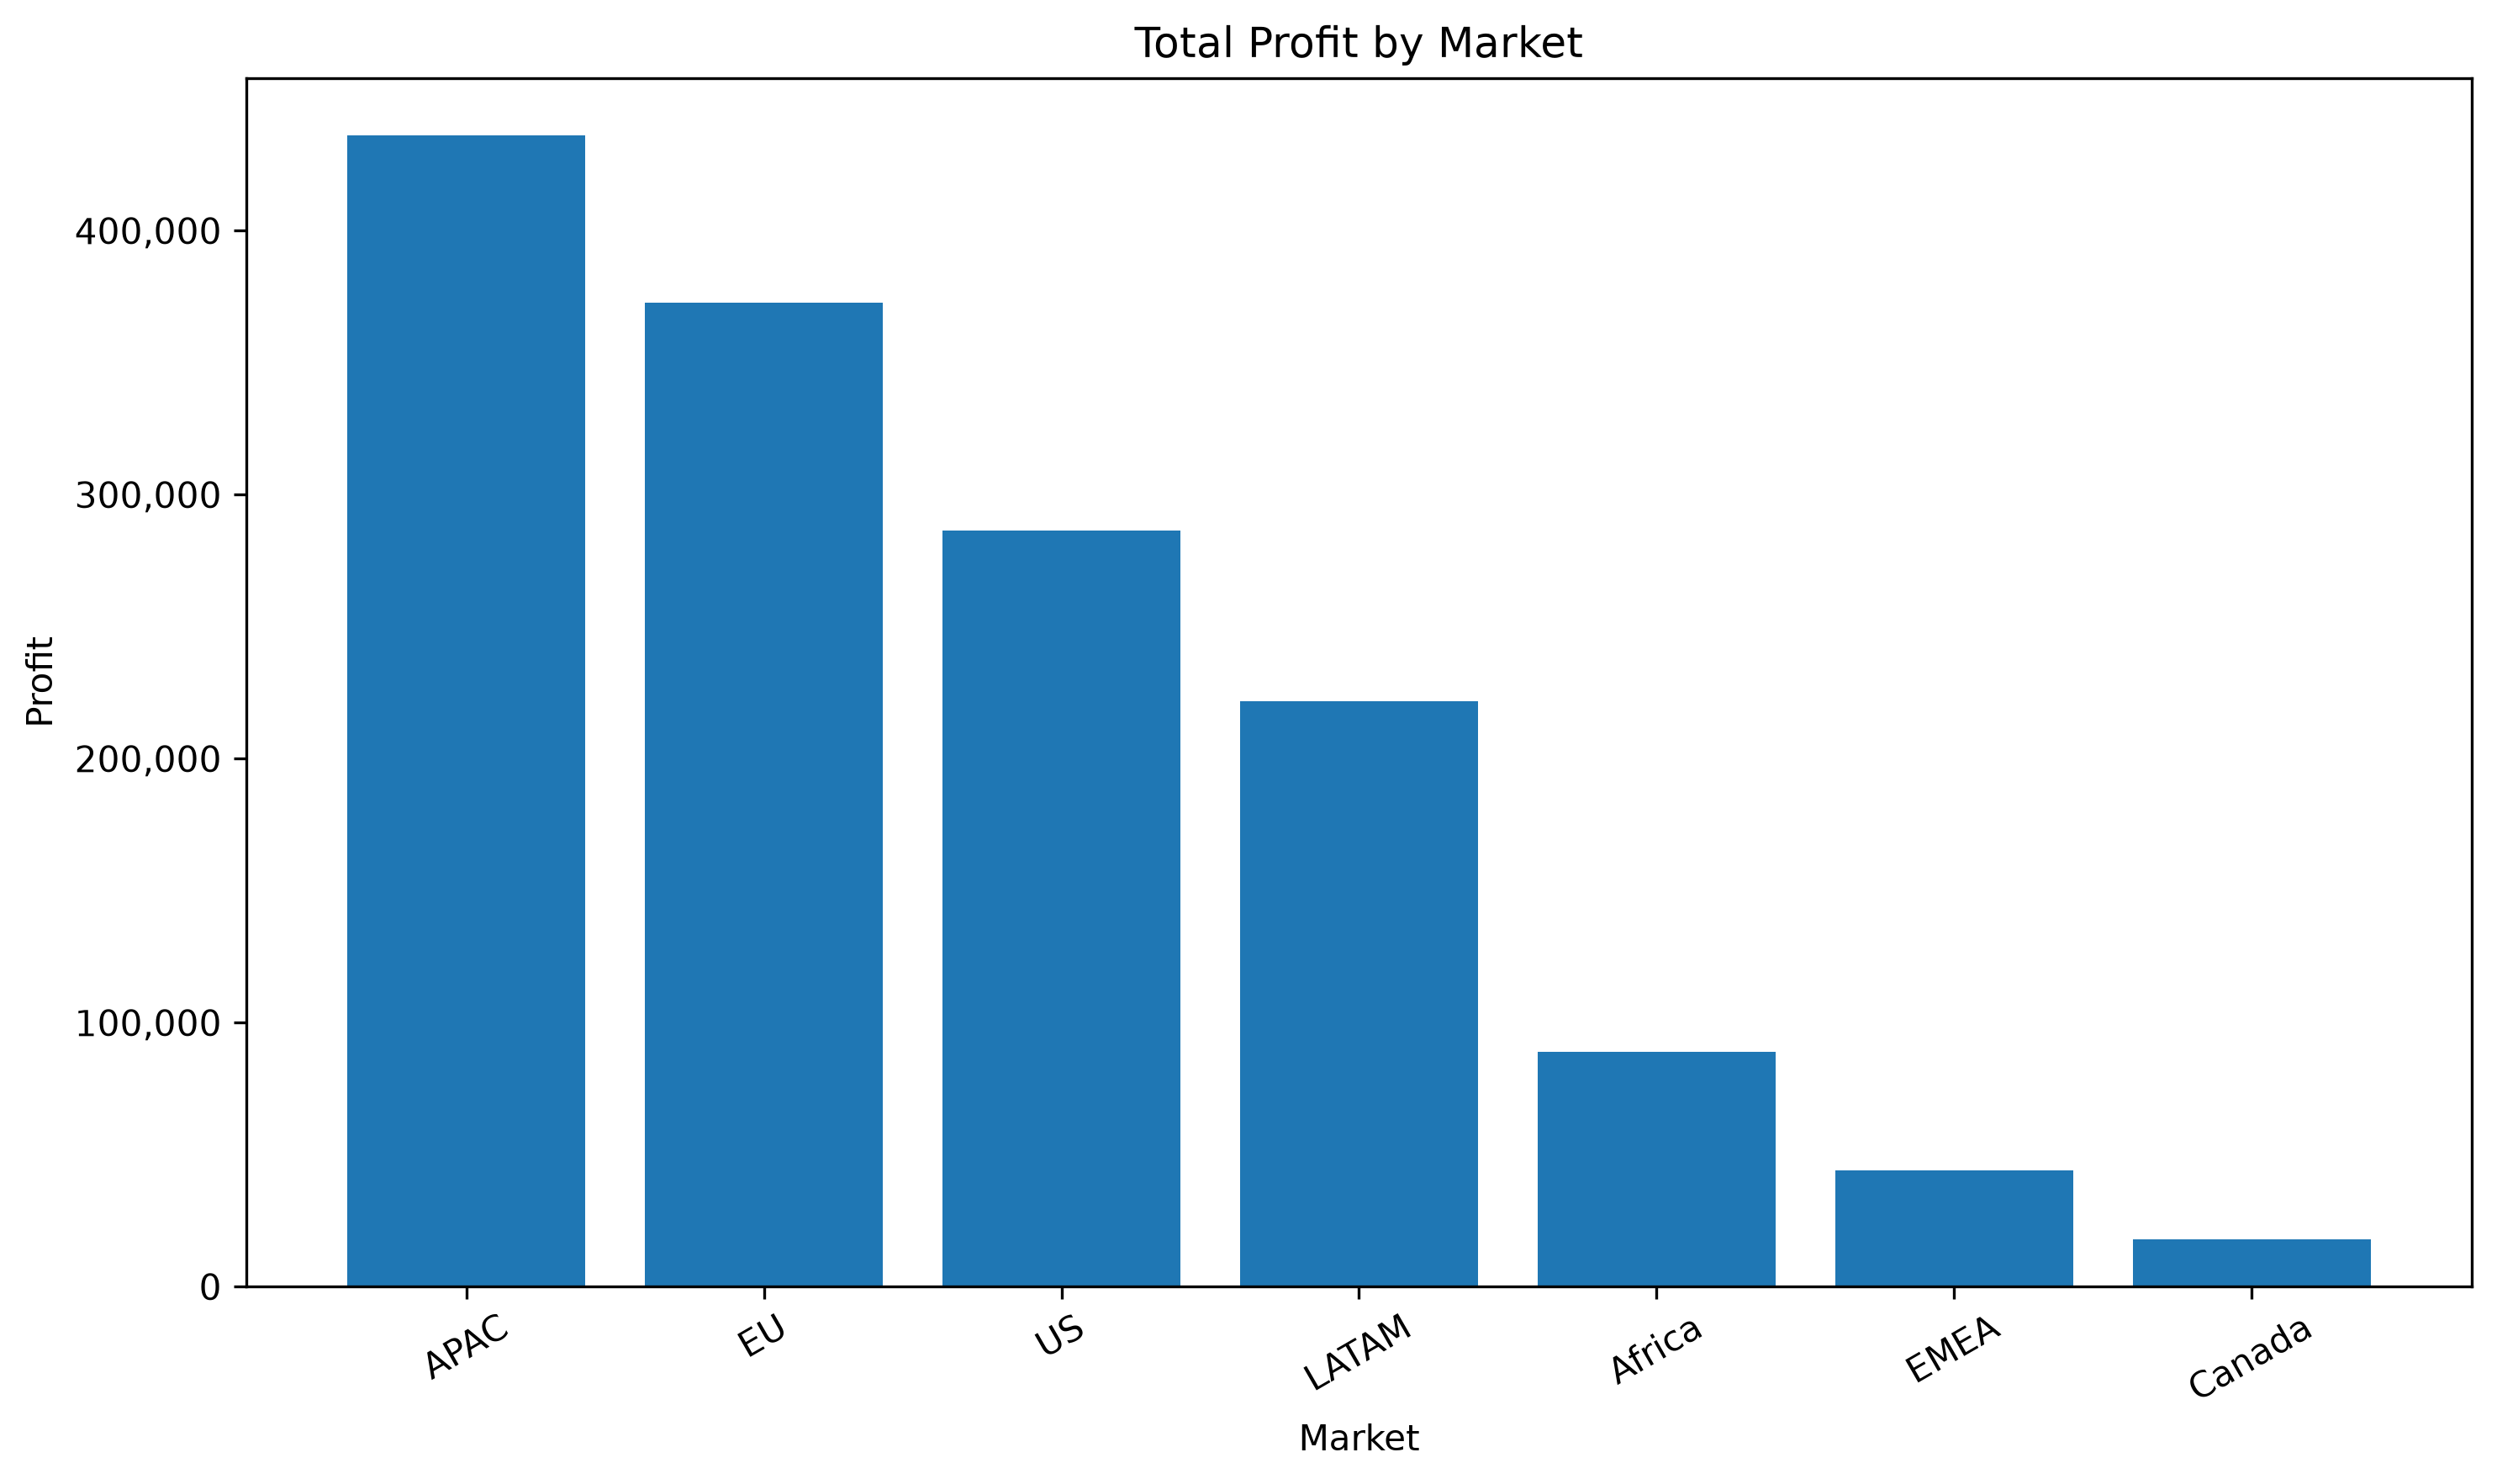 Total Profit by Market
Profit
400,000
300,000
200,000
100,000
0
APAC
EU
US
LATAM
Africa
EMEA
Canada
Market